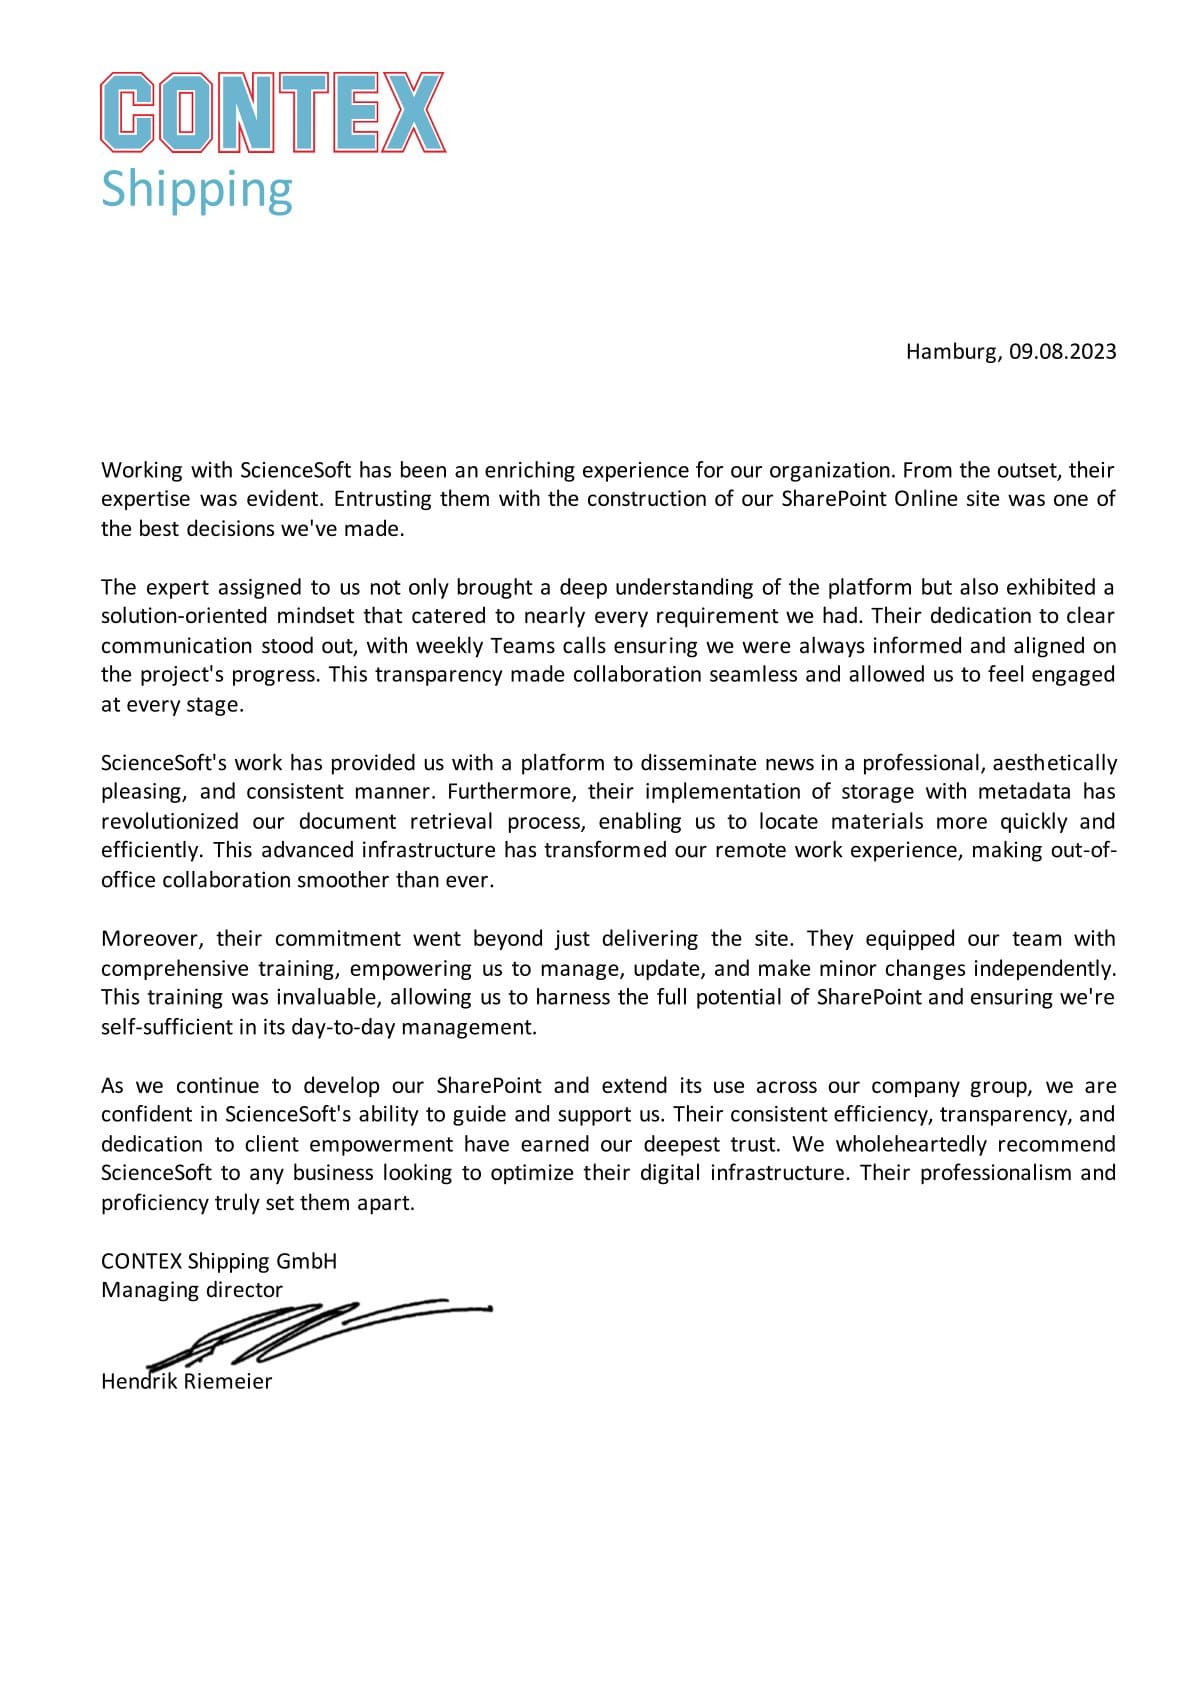 CONTEX
Shipping
Hamburg, 09.08.2023
Working with ScienceSoft has been an enriching experience for our organization. From the outset, their
expertise was evident. Entrusting them with the construction of our SharePoint Online site was one of
the best decisions we've made.
The expert assigned to us not only brought a deep understanding of the platform but also exhibited a
solution-oriented mindset that catered to nearly every requirement we had. Their dedication to clear
communication stood out, with weekly Teams calls ensuring we were always informed and aligned on
the project's progress. This transparency made collaboration seamless and allowed us to feel engaged
at every stage.
ScienceSoft's work has provided us with a platform to disseminate news in a professional, aesthetically
pleasing, and consistent manner. Furthermore, their implementation of storage with metadata has
revolutionized our document retrieval process, enabling us to locate materials more quickly and
efficiently. This advanced infrastructure has transformed our remote work experience, making out-of-
office collaboration smoother than ever.
Moreover, their commitment went beyond just delivering the site. They equipped our team with
comprehensive training, empowering us to manage, update, and make minor changes independently.
This training was invaluable, allowing us to harness the full potential of SharePoint and ensuring we're
self-sufficient in its day-to-day management.
As we continue to develop our SharePoint and extend its use across our company group, we are
confident in ScienceSoft's ability to guide and support us. Their consistent efficiency, transparency, and
dedication to client empowerment have earned our deepest trust. We wholeheartedly recommend
ScienceSoft to any business looking to optimize their digital infrastructure. Their professionalism and
proficiency truly set them apart.
CONTEX Shipping GmbH
Managing director
Hendrik Riemeier